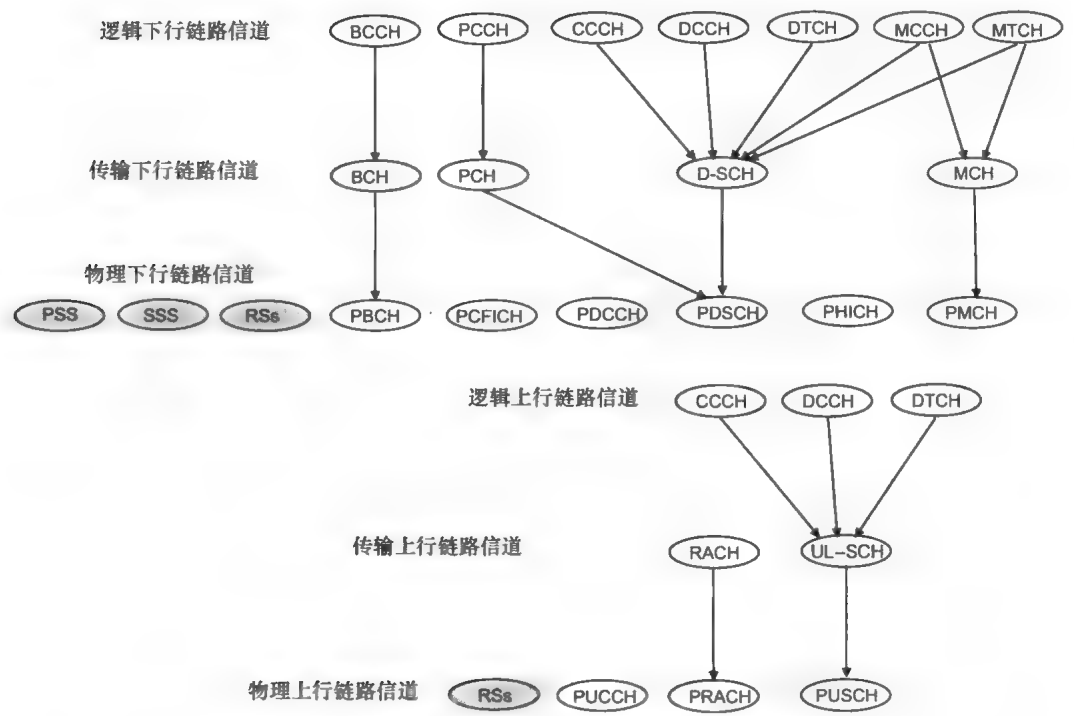 逻辑下行链路信道 BCCH PCCH CCCH DCCH DTCH MCCH MTCH
传输下行链路信道 BCH PCH D-SCH MCH
物理下行链路信道
PSS SSS RSs PBCH PCFICH PDCCH PDSCH PHICH PMCH
逻辑上行链路信道 CCCH DCCH DTCH
传输上行链路信道 RACH UL-SCH
物理上行链路信道 RSs PUCCH PRACH PUSCH